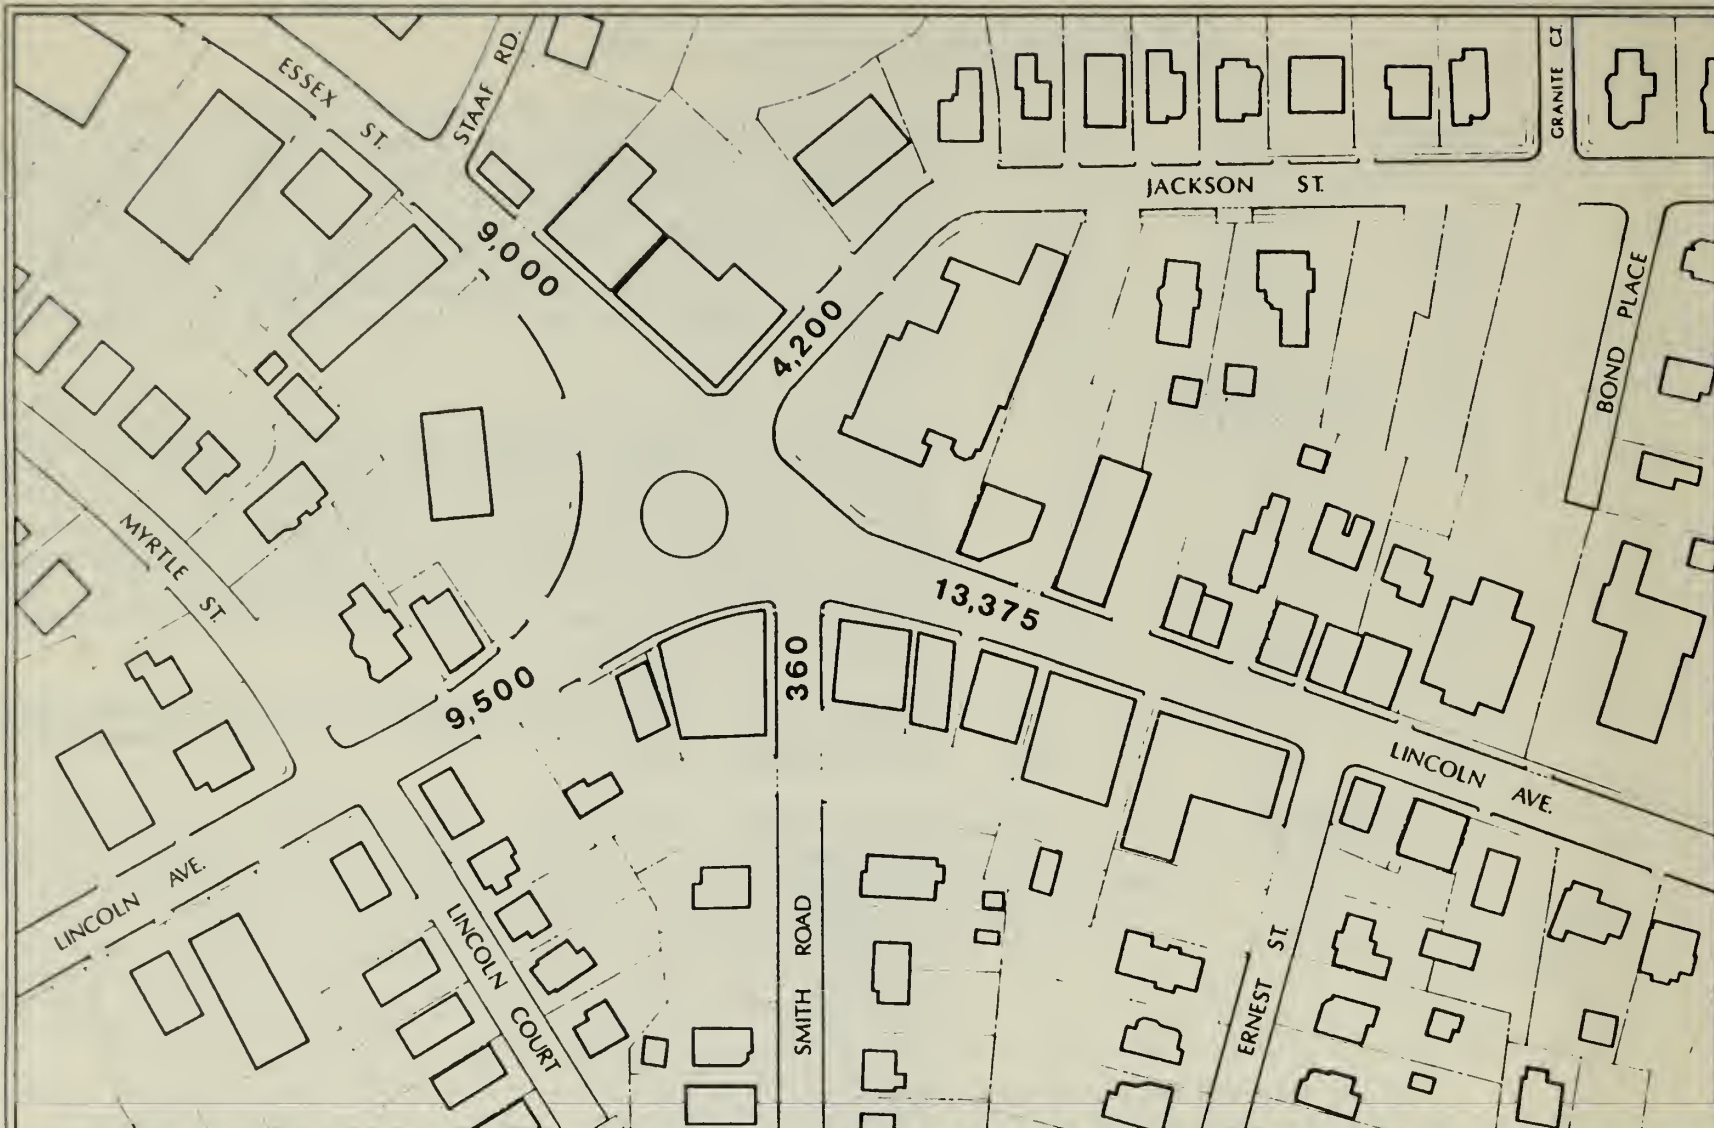 ESSEX ST.
STAAF RD.
GRANITE CT.
JACKSON ST.
9,000
4,200
BOND PLACE
MYRTLE ST.
13,375
360
9,500
LINCOLN AVE.
LINCOLN AVE.
LINCOLN COURT
SMITH ROAD
ERNEST ST.